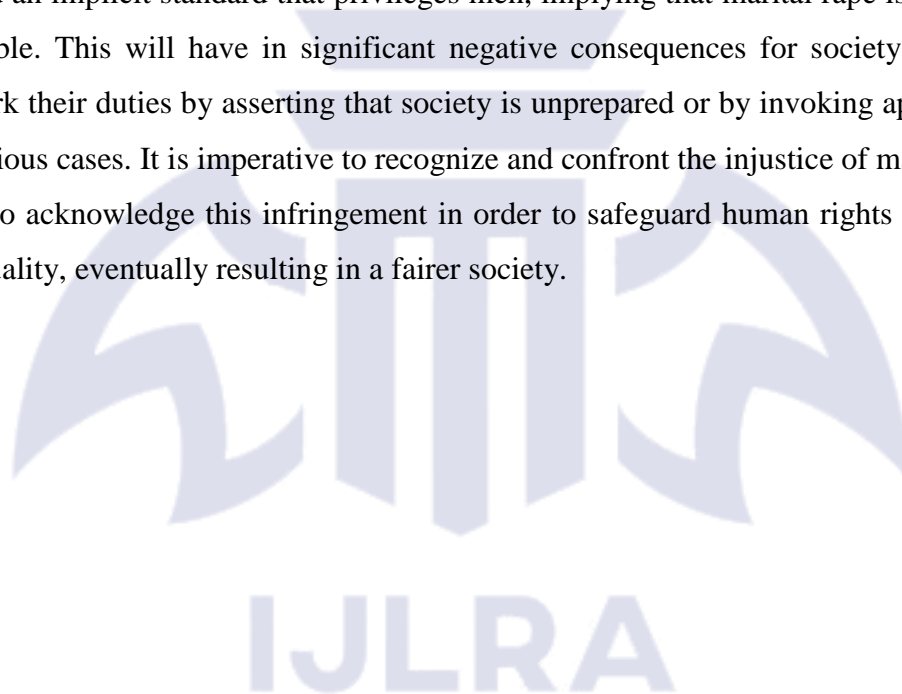 an implicit standard that privileges men, implying that marital rape is
ble. This will have in significant negative consequences for society
rk their duties by asserting that society is unprepared or by invoking ap
ious cases. It is imperative to recognize and confront the injustice of m
o acknowledge this infringement in order to safeguard human rights
uality, eventually resulting in a fairer society.
IJLRA